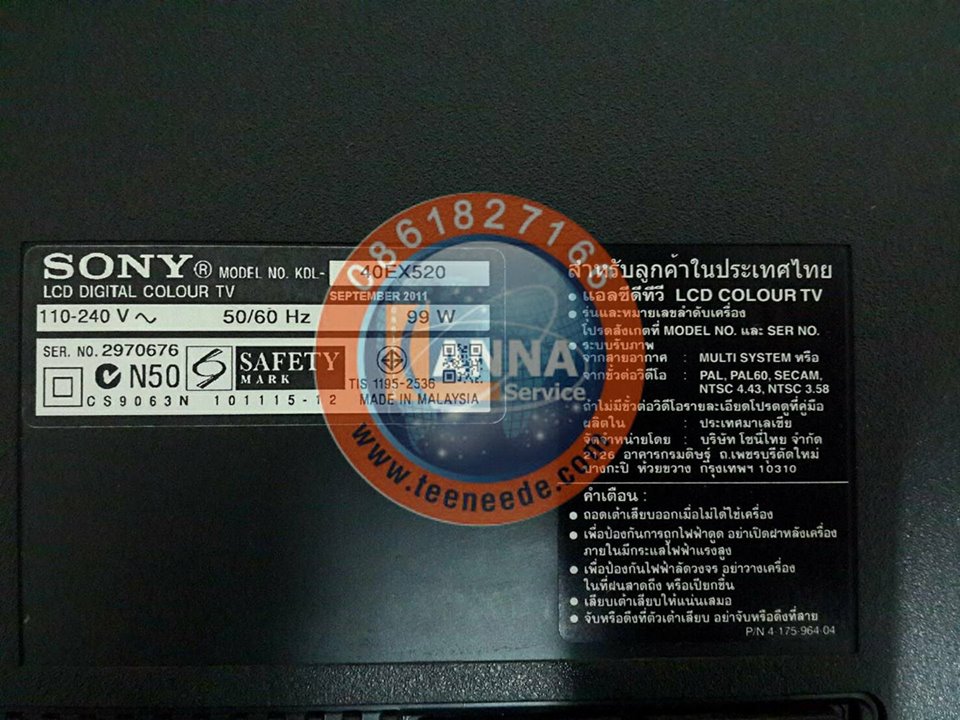 SONY® MODEL NO. KDL-40EX520
LCD DIGITAL COLOUR TV
SEPTEMBER 2011
110-240 V ~ 50/60 Hz 99 W
SER. NO. 2970676
N50
SAFETY
MARK
TIS 1195-2536
CS9063N 101115-12 MADE IN MALAYSIA
086182716
ANNA
Service
www.teeneede.com
สำหรับลูกค้าในประเทศไทย
● แอลซีดีทีวี LCD COLOUR TV
● รุ่นและหมายเลขลำดับเครื่อง
โปรดสังเกตที่ MODEL NO. และ SER NO.
● ระบบรับภาพ
จากสายอากาศ : MULTI SYSTEM หรือ
จากขั้วต่อวิดีโอ : PAL, PAL60, SECAM,
NTSC 4.43, NTSC 3.58
ถ้าไม่มีขั้วต่อวิดีโอรายละเอียดโปรดดูที่คู่มือ
ผลิตใน : ประเทศมาเลเซีย
จัดจำหน่ายโดย : บริษัท โซนี่ไทย จำกัด
2126 อาคารกรมดิษฐ์ ถ.เพชรบุรีตัดใหม่
บางกะปิ ห้วยขวาง กรุงเทพฯ 10310
คำเตือน :
● ถอดเต้าเสียบออกเมื่อไม่ได้ใช้เครื่อง
● เพื่อป้องกันการถูกไฟฟ้าดูด อย่าเปิดฝาหลังเครื่อง
ภายในมีกระแสไฟฟ้าแรงสูง
● เพื่อป้องกันไฟฟ้าลัดวงจร อย่าวางเครื่อง
ในที่ฝนสาดถึง หรือเปียกชื้น
● เสียบเต้าเสียบให้แน่นเสมอ
● จับหรือดึงที่ตัวเต้าเสียบ อย่าจับหรือดึงที่สาย
P/N 4-175-964-04